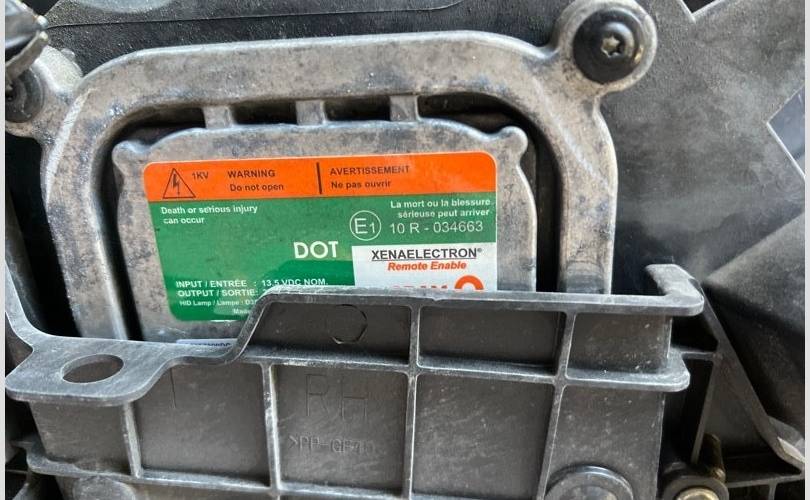 1KV WARNING AVERTISSEMENT
Do not open Ne pas ouvrir
Death or serious injury
can occur
La mort ou la blessure
sérieuse peut arriver
E1 10 R - 034663
DOT
XENAELECTRON®
Remote Enable
INPUT / ENTRÉE : 13.5 VDC NOM.
OUTPUT / SORTIE:
HID Lamp / Lampe :
RH